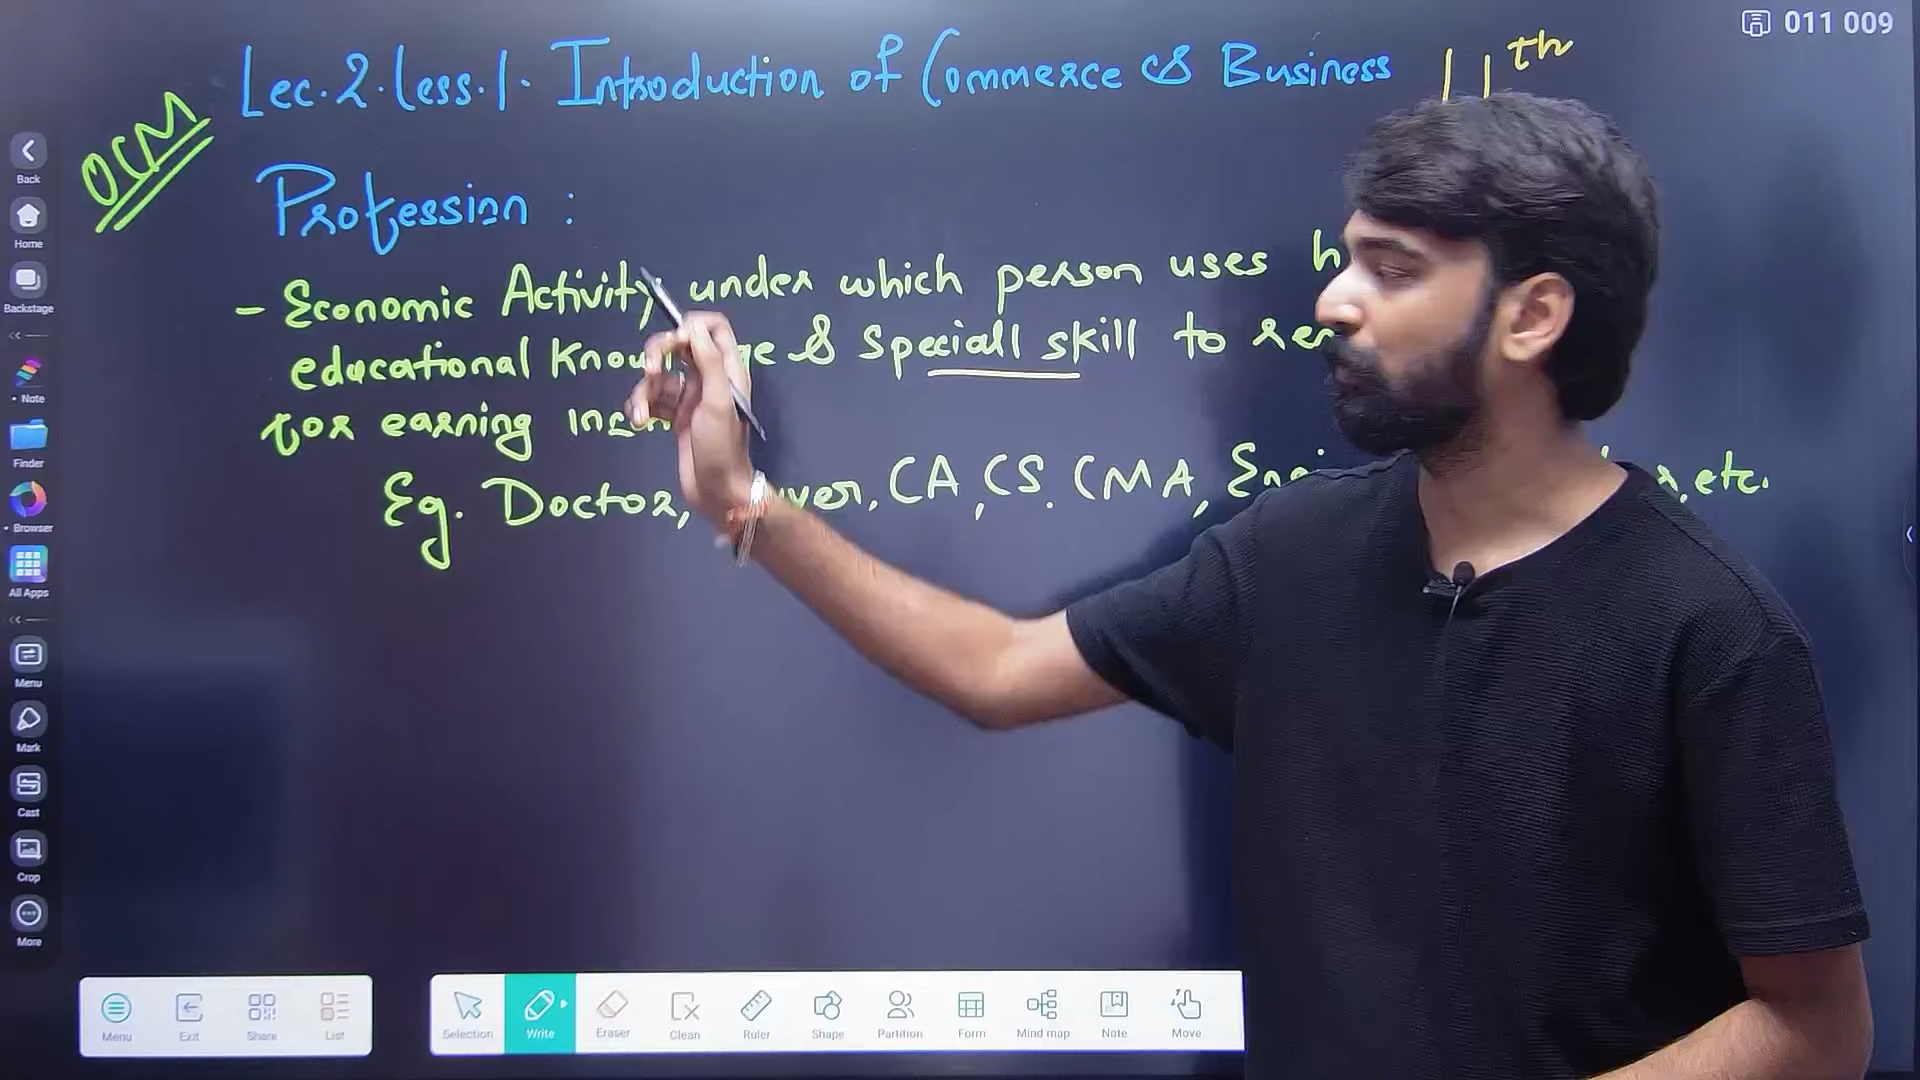 011 009
Lec.2.Less.1. Introduction of Commerce & Business 11th
OCM
Profession :
- Economic Activity under which person uses
educational & Speciall skill to
for earning
Eg. Doctor, CA, CS. CMA, etc.
Back
Home
Backstage
Note
Finder
Browser
All Apps
Menu
Mark
Cast
Crop
More
Menu Exit Share List
Selection Write Eraser Clean Ruler Shape Partition Form Mind map Note Move